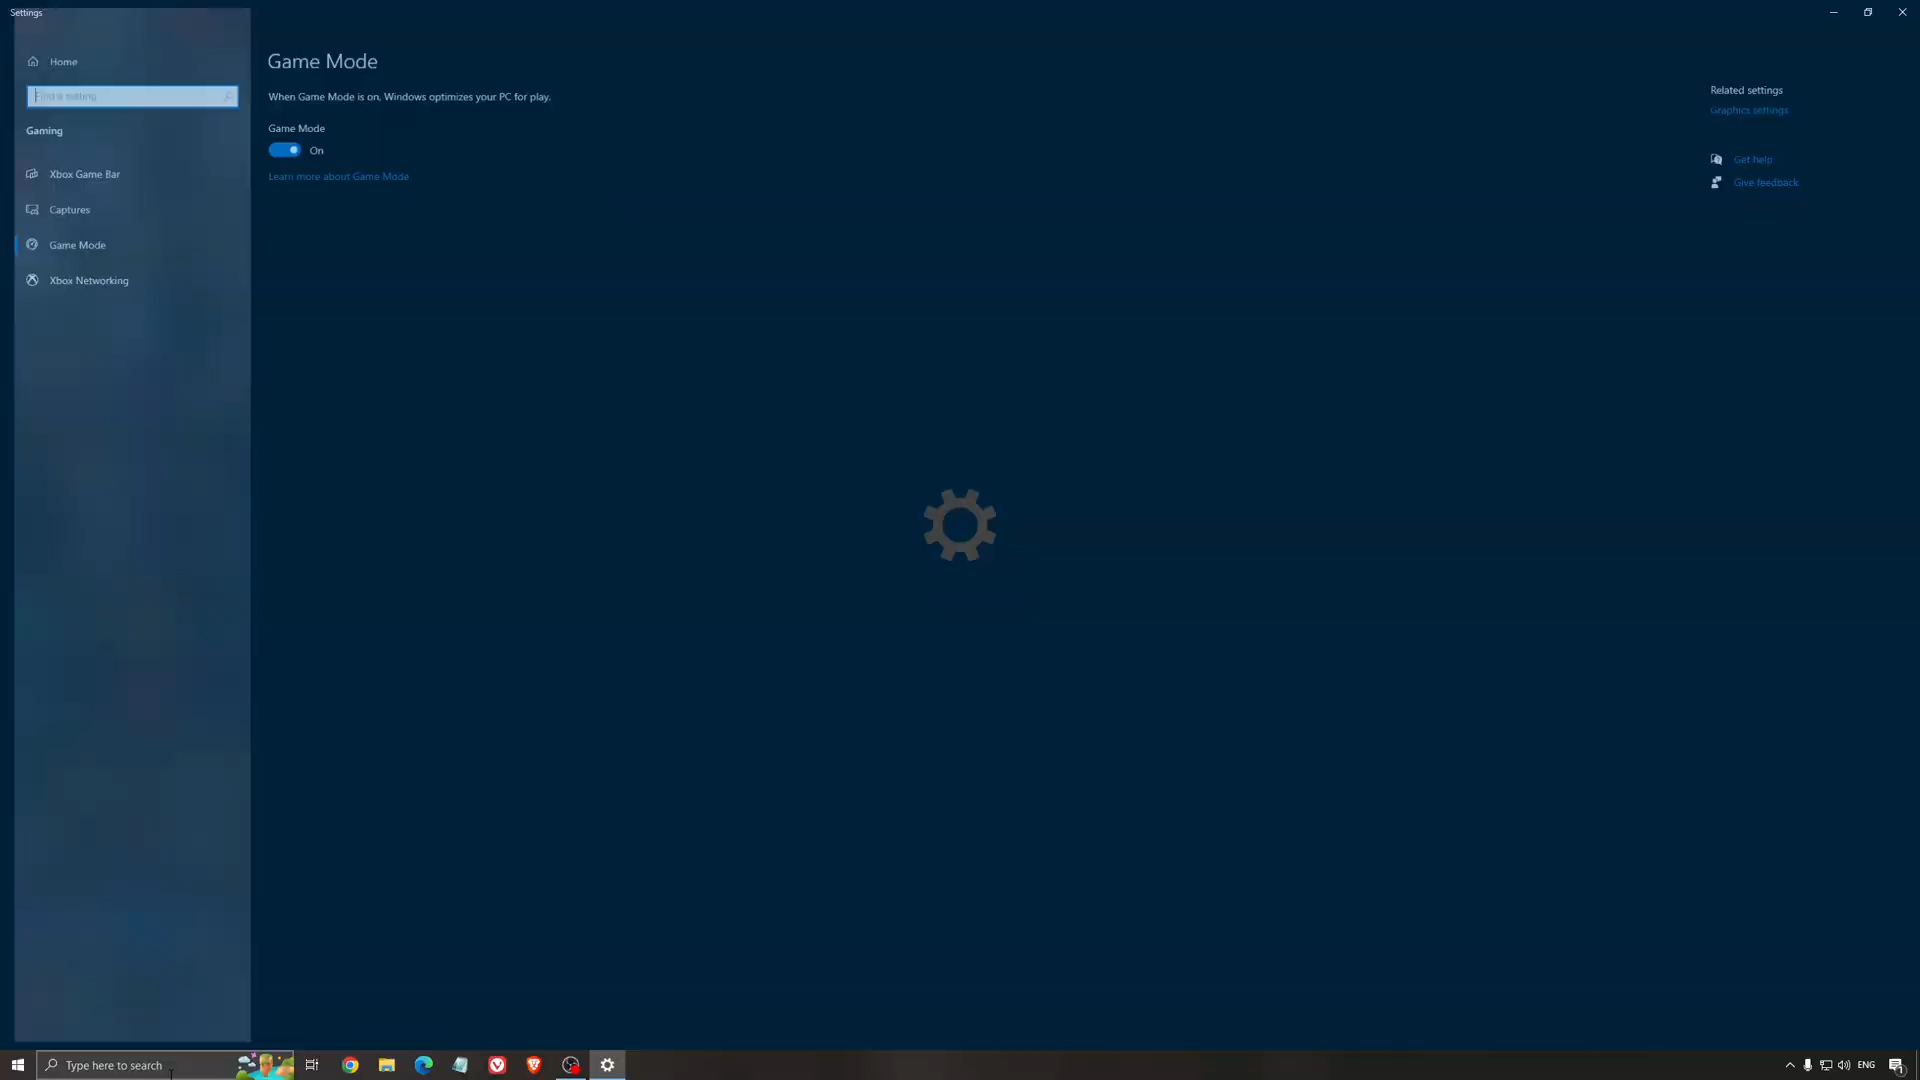 Settings
Home
Find a setting
Gaming
Xbox Game Bar
Captures
Game Mode
Xbox Networking
Game Mode
When Game Mode is on, Windows optimizes your PC for play.
Game Mode
On
Learn more about Game Mode
Related settings
Graphics settings
Get help
Give feedback
Type here to search
ENG
1